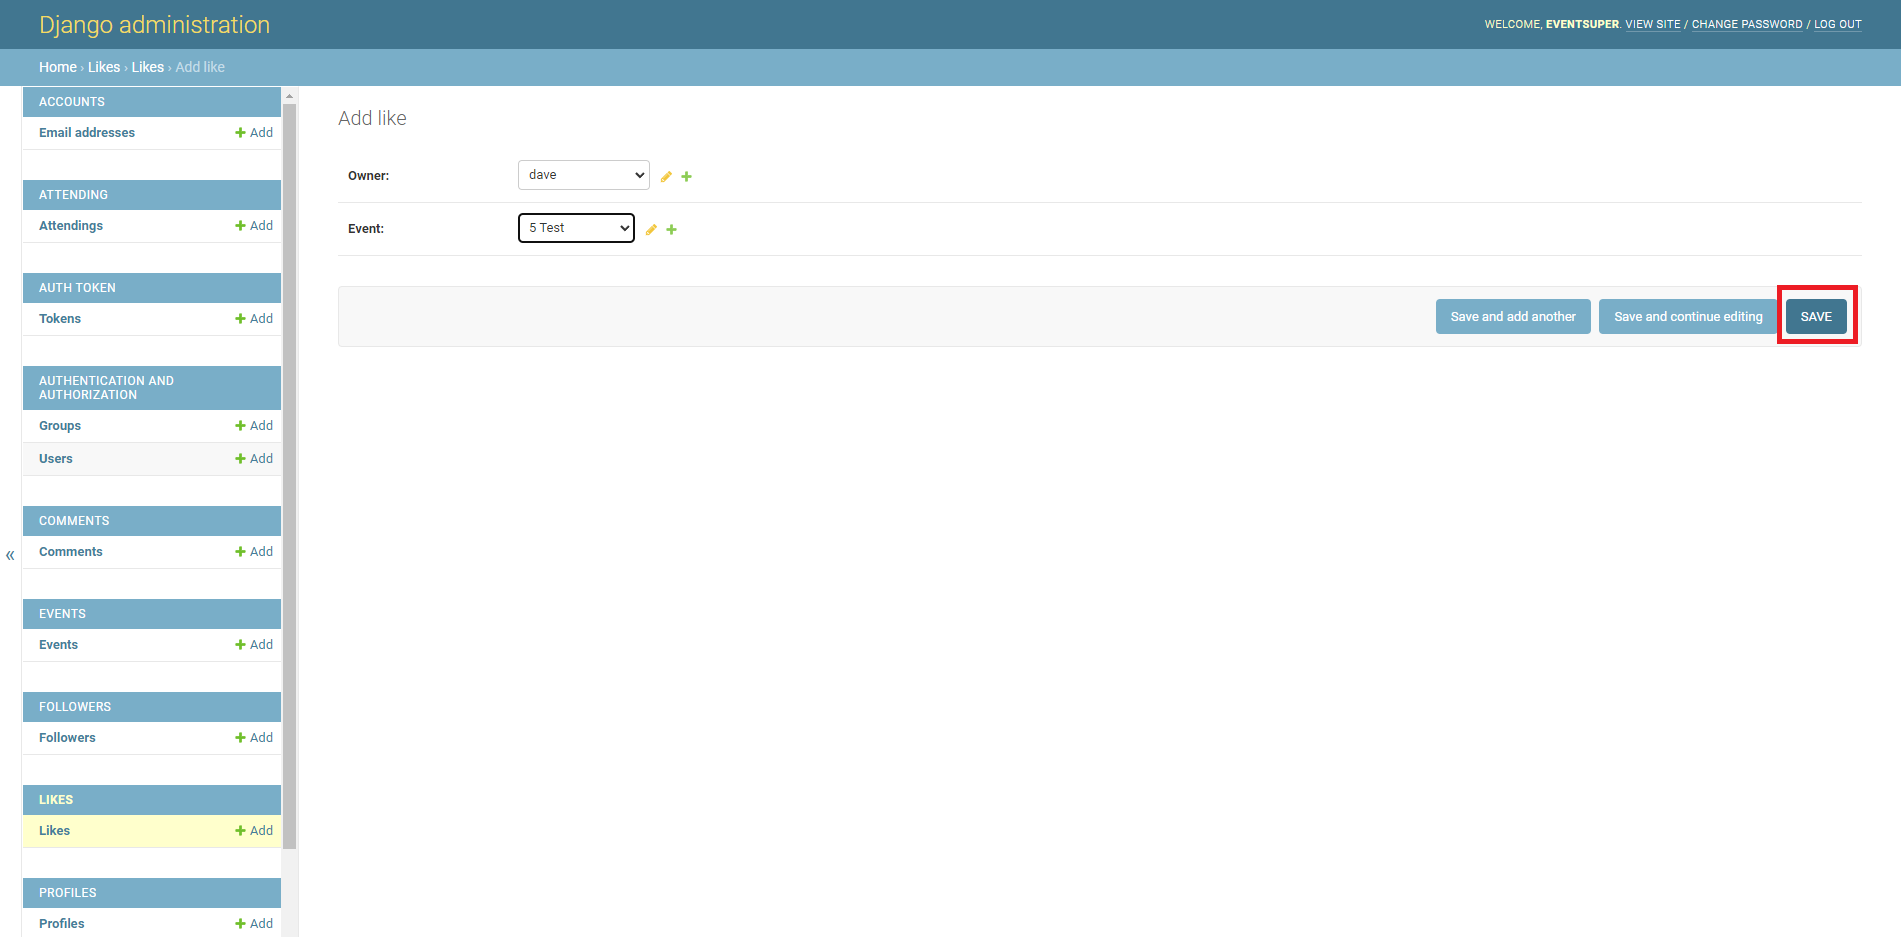 Django administration
WELCOME, EVENTSUPER. VIEW SITE / CHANGE PASSWORD / LOG OUT
Home › Likes › Likes › Add like
ACCOUNTS
Email addresses + Add
ATTENDING
Attendings + Add
AUTH TOKEN
Tokens + Add
AUTHENTICATION AND
AUTHORIZATION
Groups + Add
Users + Add
COMMENTS
Comments + Add
«
EVENTS
Events + Add
FOLLOWERS
Followers + Add
LIKES
Likes + Add
PROFILES
Profiles + Add
Add like
Owner: dave
Event: 5 Test
Save and add another Save and continue editing SAVE